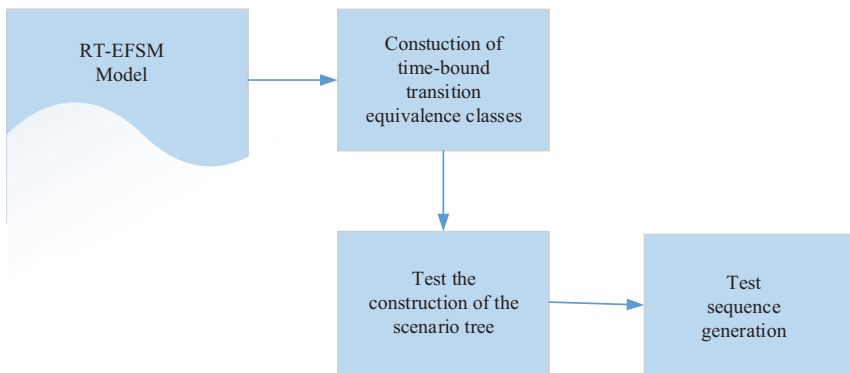 RT-EFSM
Model
Constuction of
time-bound
transition
equivalence classes
Test the
construction of the
scenario tree
Test
sequence
generation